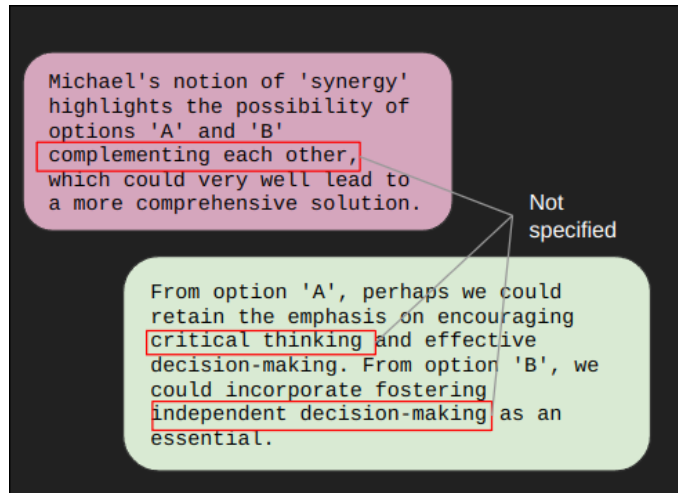 Michael's notion of 'synergy'
highlights the possibility of
options 'A' and 'B'
complementing each other,
which could very well lead to
a more comprehensive solution.
Not
specified
From option 'A', perhaps we could
retain the emphasis on encouraging
critical thinking and effective
decision-making. From option 'B', we
could incorporate fostering
independent decision-making as an
essential.